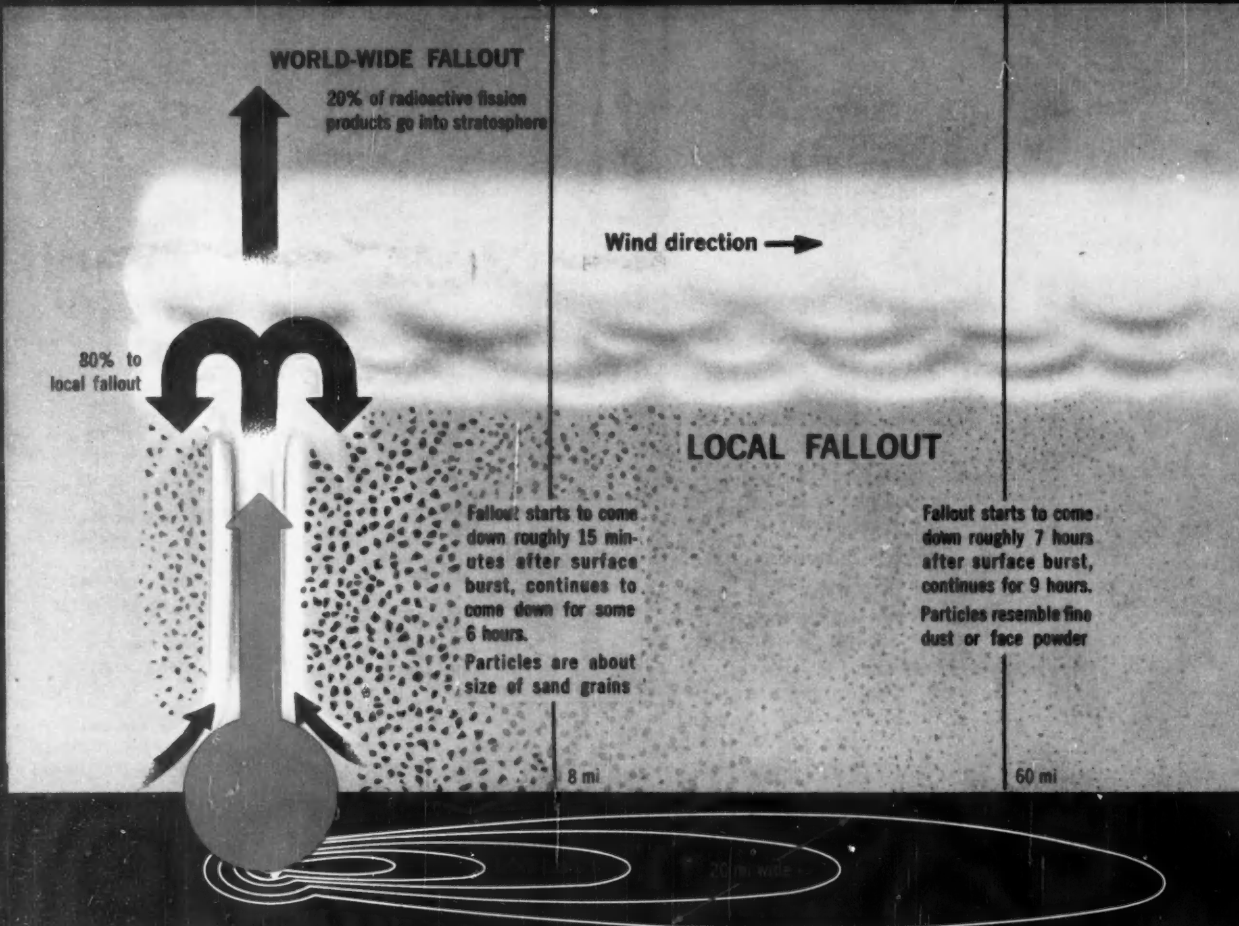 WORLD-WIDE FALLOUT
20% of radioactive fission
products go into stratosphere
Wind direction
80% to
local fallout
LOCAL FALLOUT
Fallout starts to come
down roughly 15 min-
utes after surface
burst, continues to
come down for some
6 hours.
Particles are about
size of sand grains
Fallout starts to come
down roughly 7 hours
after surface burst,
continues for 9 hours.
Particles resemble fine
dust or face powder
8 mi
60 mi
20 mi wide